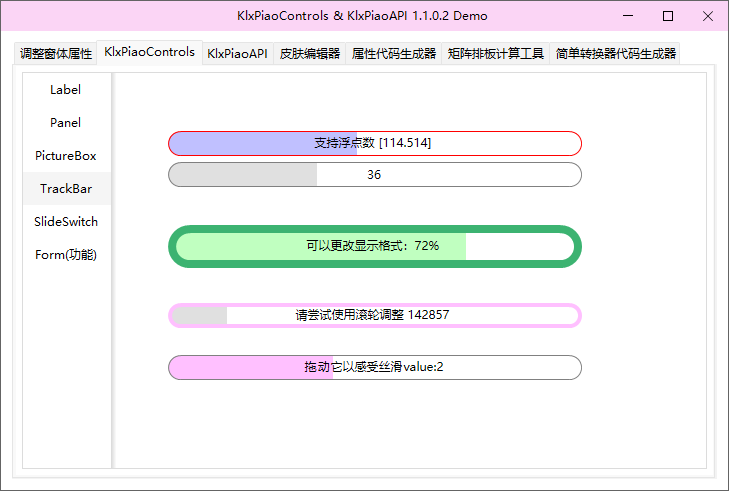 KlxPiaoControls & KlxPiaoAPI 1.1.0.2 Demo
调整窗体属性 KlxPiaoControls KlxPiaoAPI 皮肤编辑器 属性代码生成器 矩阵排板计算工具 简单转换器代码生成器
Label
Panel
PictureBox
TrackBar
SlideSwitch
Form(功能)
支持浮点数 [114.514]
36
可以更改显示格式：72%
请尝试使用滚轮调整 142857
拖动它以感受丝滑value:2